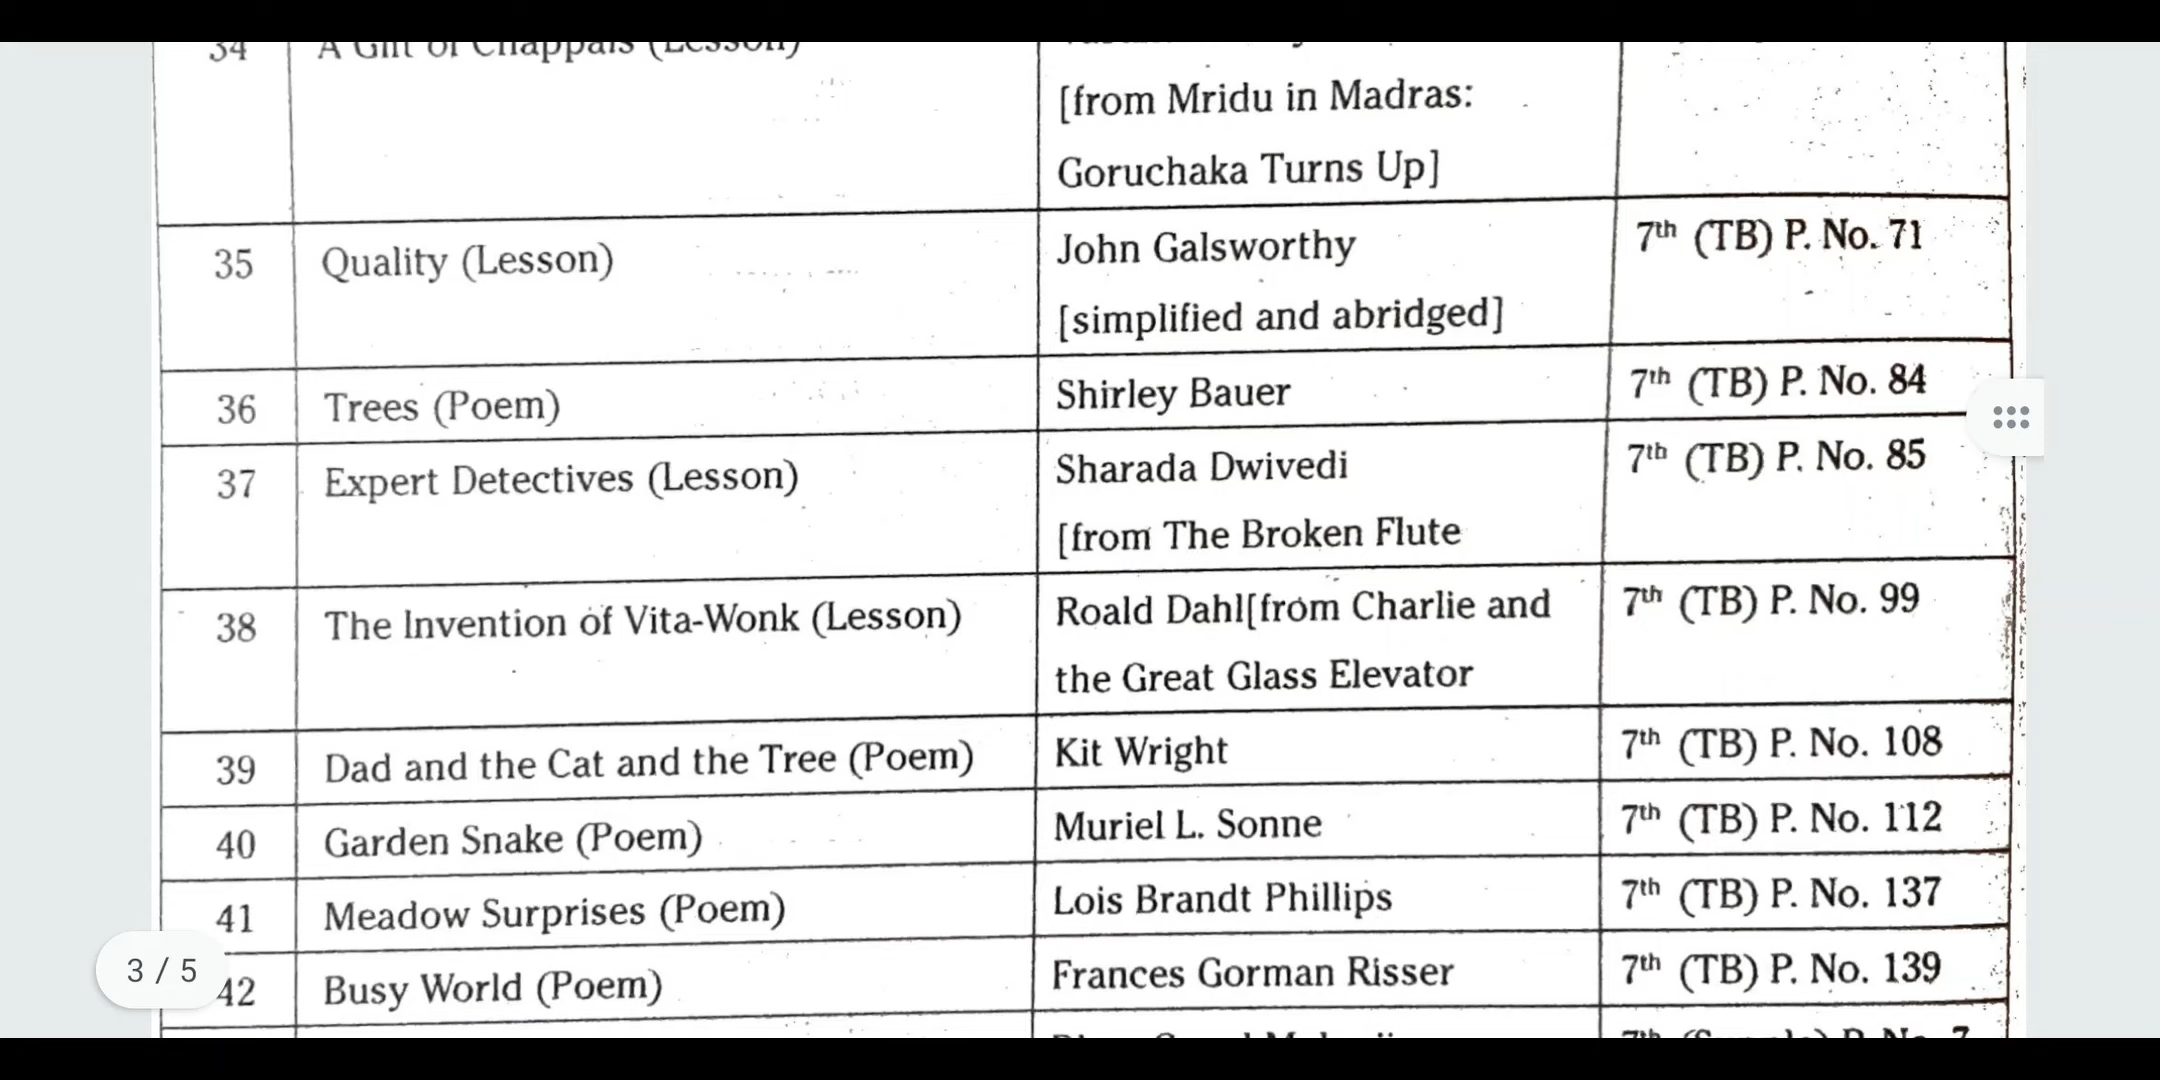 34 A Gift of Chappals (Lesson)
[from Mridu in Madras:
Goruchaka Turns Up]
35 Quality (Lesson) John Galsworthy 7th (TB) P. No. 71
[simplified and abridged]
36 Trees (Poem) Shirley Bauer 7th (TB) P. No. 84
37 Expert Detectives (Lesson) Sharada Dwivedi 7th (TB) P. No. 85
[from The Broken Flute
38 The Invention of Vita-Wonk (Lesson) Roald Dahl[from Charlie and 7th (TB) P. No. 99
the Great Glass Elevator
39 Dad and the Cat and the Tree (Poem) Kit Wright 7th (TB) P. No. 108
40 Garden Snake (Poem) Muriel L. Sonne 7th (TB) P. No. 112
41 Meadow Surprises (Poem) Lois Brandt Phillips 7th (TB) P. No. 137
3 / 5
42 Busy World (Poem) Frances Gorman Risser 7th (TB) P. No. 139